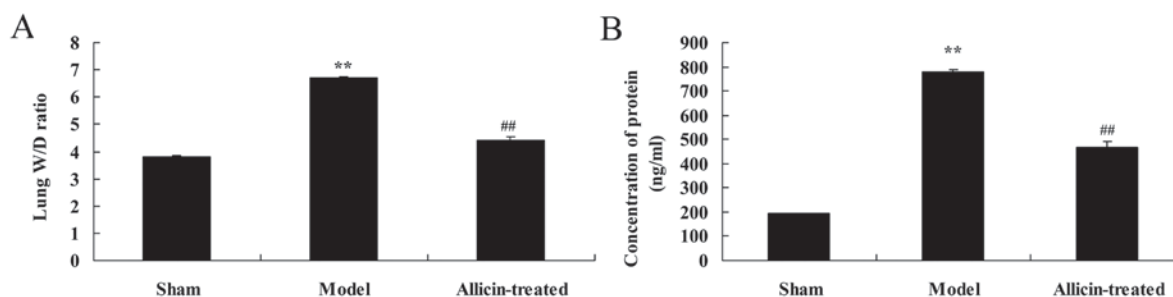 A
Lung W/D ratio
8
7
6
5
4
3
2
1
0
**
##
Sham
Model
Allicin-treated
B
Concentration of protein
(ng/ml)
900
800
700
600
500
400
300
200
100
0
**
##
Sham
Model
Allicin-treated